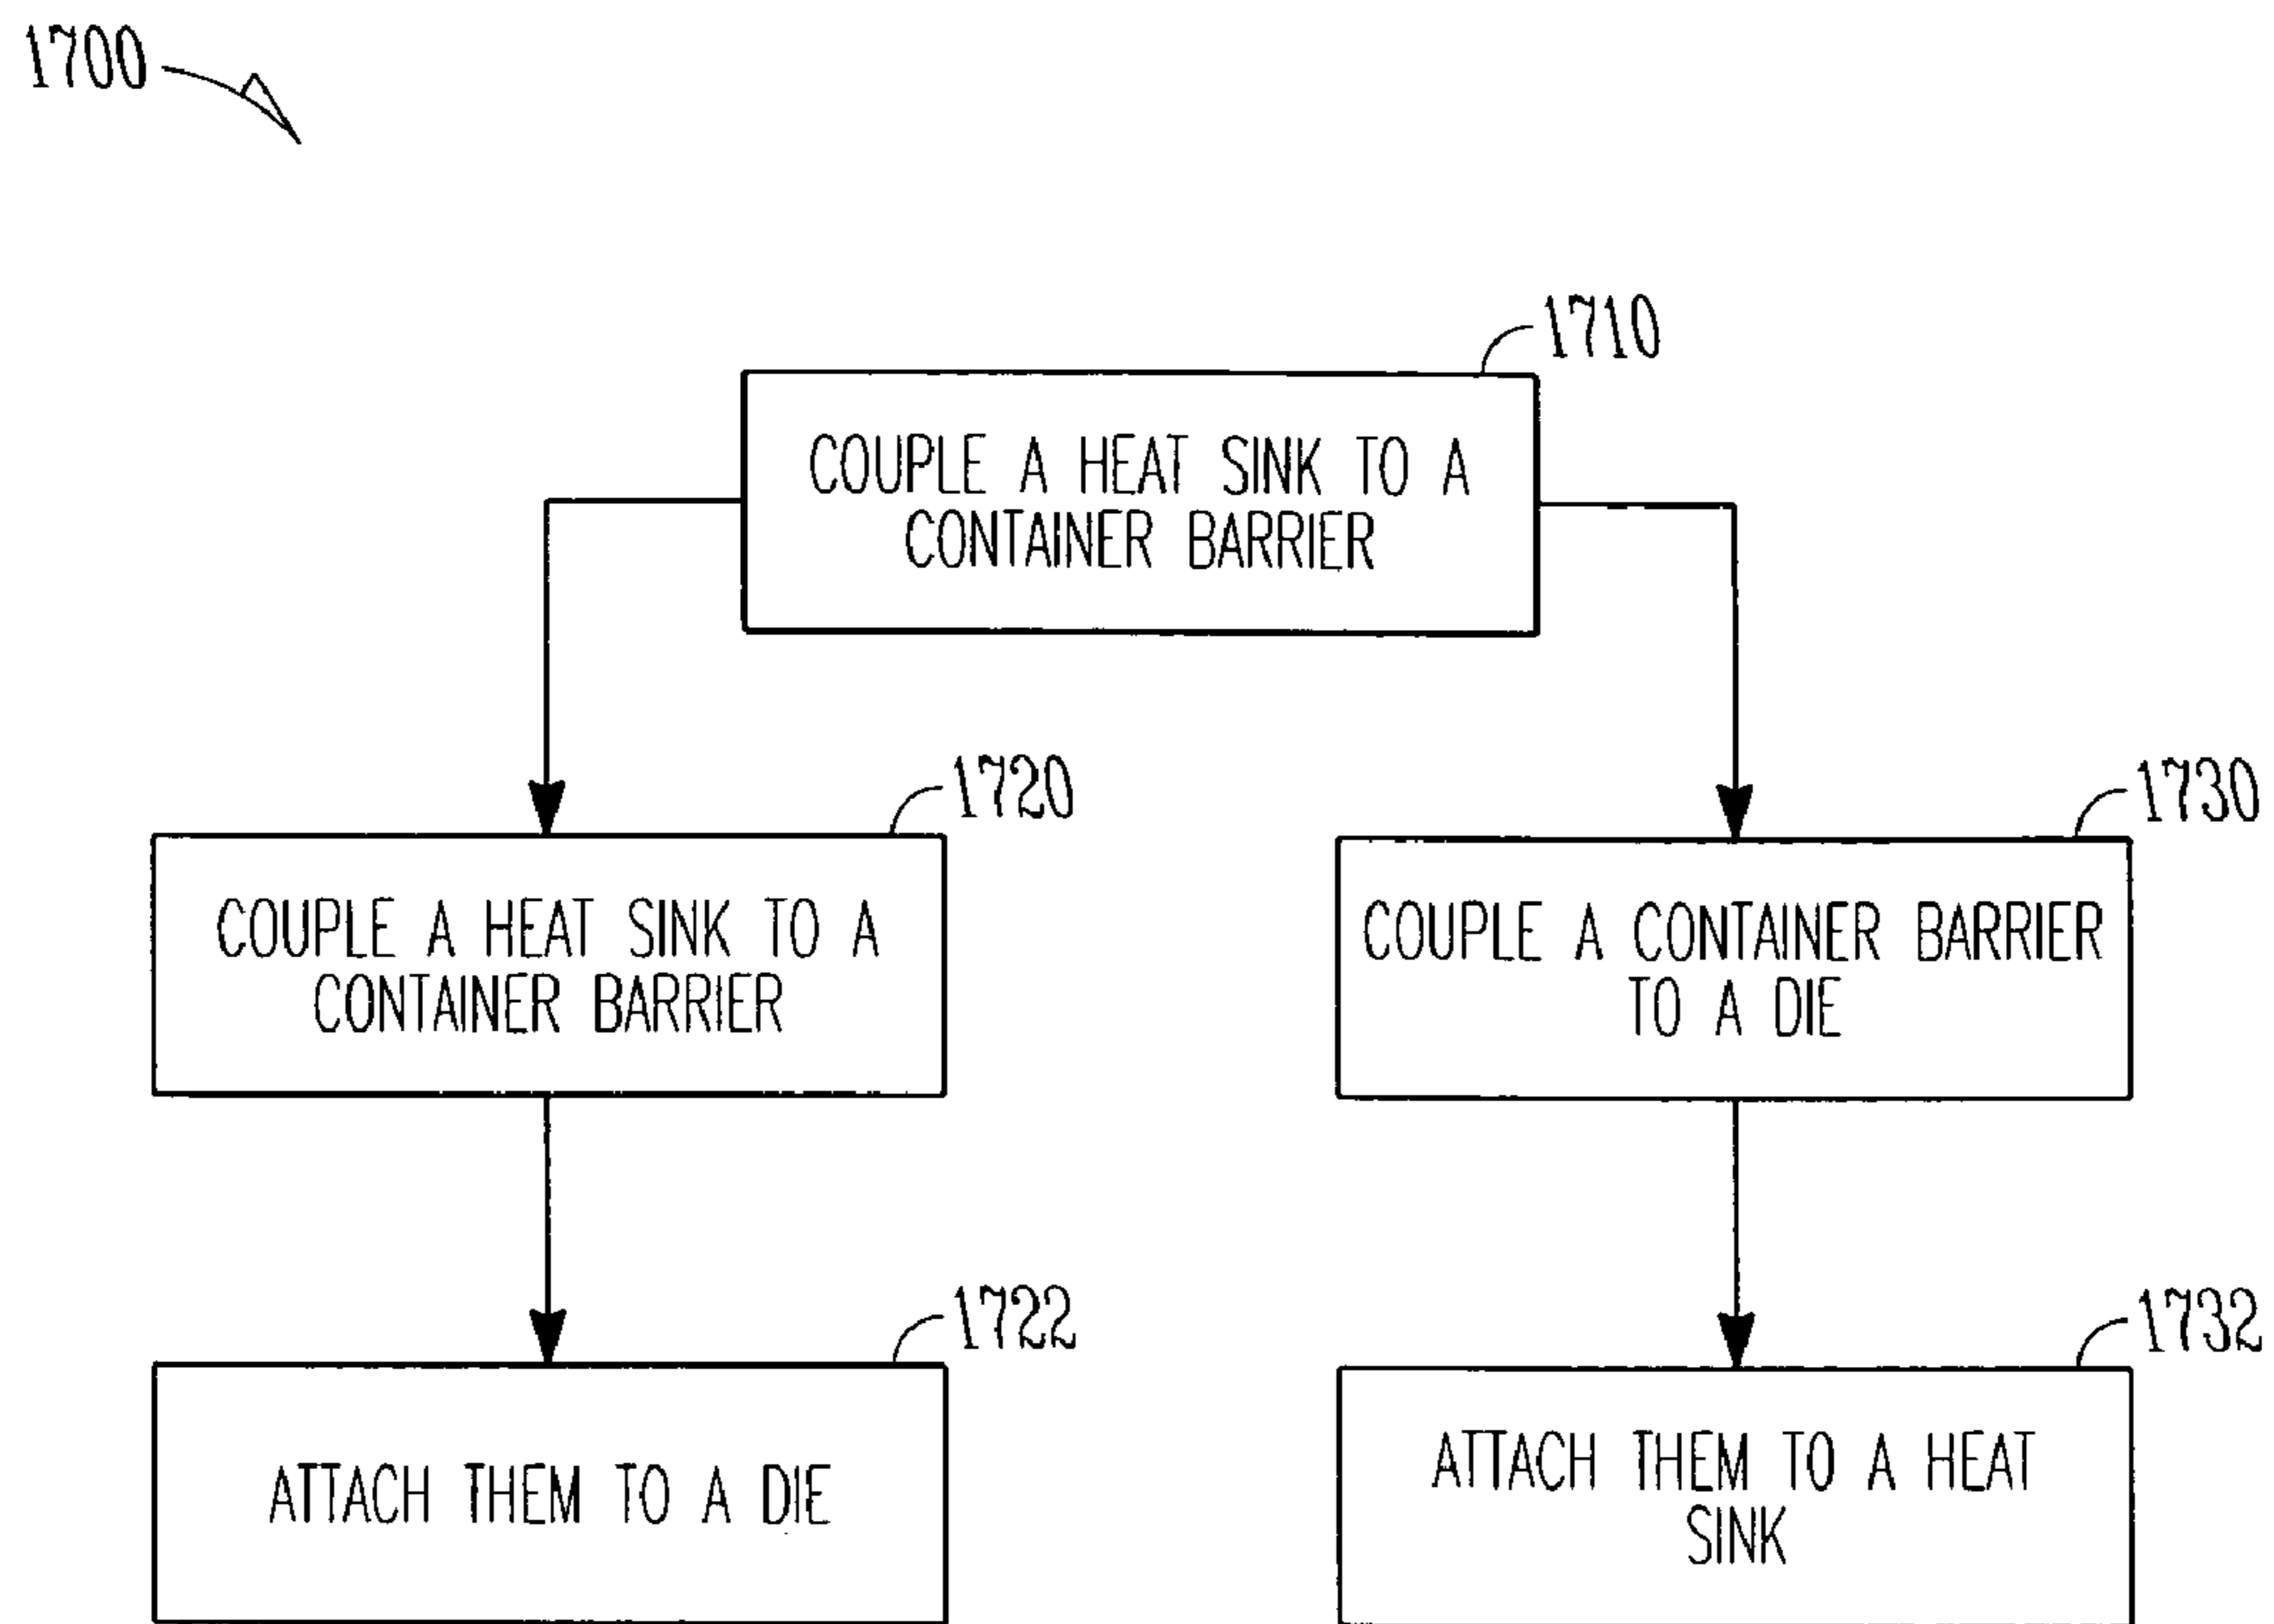 1700
1710
COUPLE A HEAT SINK TO A
CONTAINER BARRIER
1720
COUPLE A HEAT SINK TO A
CONTAINER BARRIER
1730
COUPLE A CONTAINER BARRIER
TO A DIE
1722
ATTACH THEM TO A DIE
1732
ATTACH THEM TO A HEAT
SINK